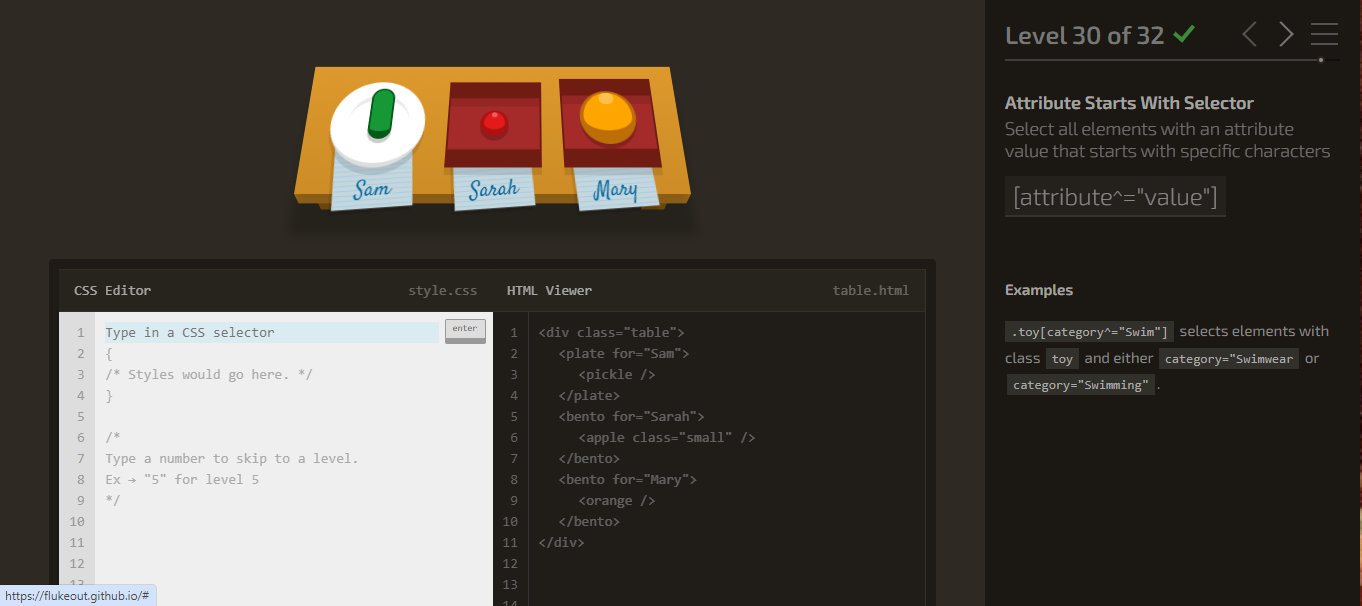 Level 30 of 32
Attribute Starts With Selector
Select all elements with an attribute
value that starts with specific characters
[attribute^="value"]
Examples
.toy[category^="Swim"] selects elements with
class toy and either category="Swimwear or
category="Swimming" .
Sam
Sarah
Mary
CSS Editor
style.css
1 Type in a CSS selector
enter
2 {
3 /* Styles would go here. */
4 }
5
6 /*
7 Type a number to skip to a level.
8 Ex → "5" for level 5
9 */
10
11
12
13
HTML Viewer
table.html
1 <div class="table">
2 <plate for="Sam">
3 <pickle />
4 </plate>
5 <bento for="Sarah">
6 <apple class="small" />
7 </bento>
8 <bento for="Mary">
9 <orange />
10 </bento>
11 </div>
12
13
14
https://flukeout.github.io/#